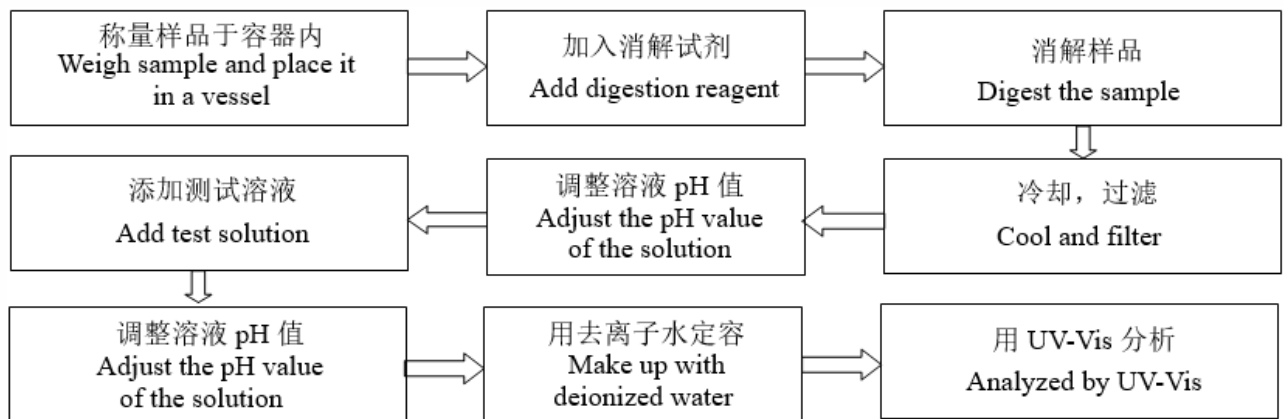 称量样品于容器内
Weigh sample and place it
in a vessel
加入消解试剂
Add digestion reagent
消解样品
Digest the sample
冷却，过滤
Cool and filter
调整溶液 pH 值
Adjust the pH value
of the solution
添加测试溶液
Add test solution
调整溶液 pH 值
Adjust the pH value
of the solution
用去离子水定容
Make up with
deionized water
用 UV-Vis 分析
Analyzed by UV-Vis